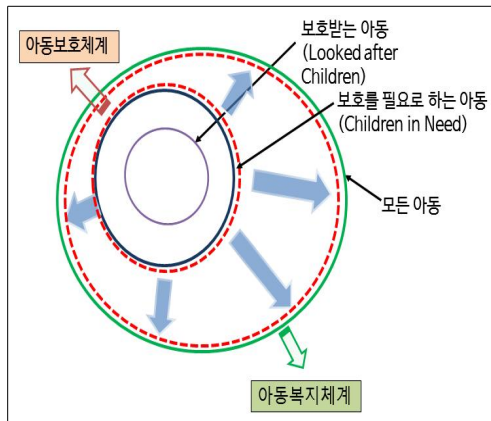 보호받는 아동
(Looked after
Children)
아동보호체계
보호를 필요로 하는 아동
(Children in Need)
모든 아동
아동복지체계